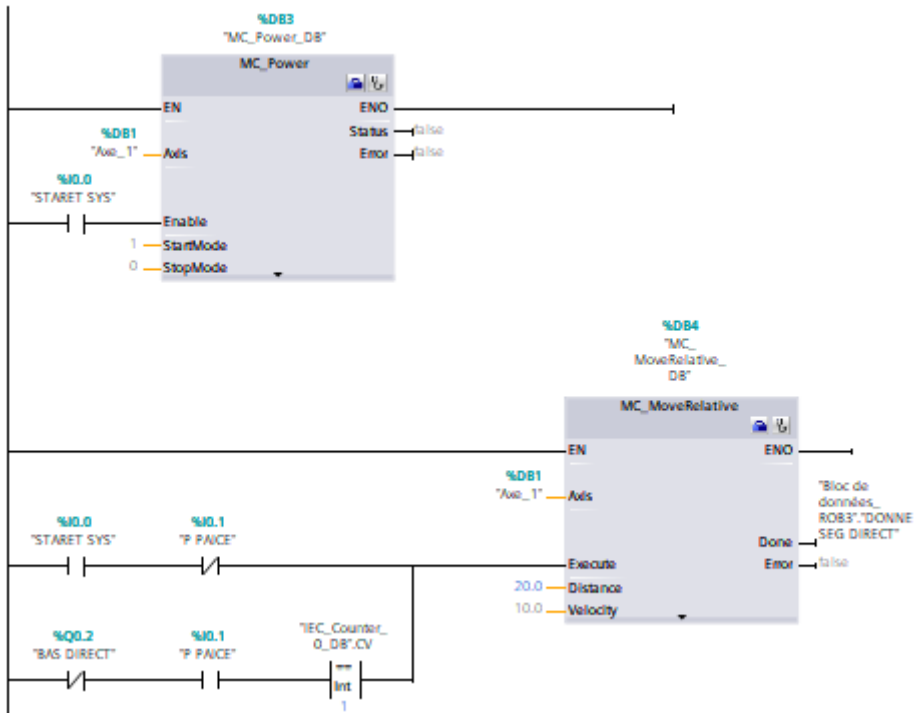 %DB3
"MC_Power_DB"
MC_Power
EN ENO
Status false
%DB1
"Axe_1" Axis Error false
%I0.0
"STARET SYS"
Enable
1 StartMode
0 StopMode
%DB4
"MC_
MoveRelative_
DB"
MC_MoveRelative
EN ENO
%DB1
"Axe_1" Axis
"Bloc de
données_
ROB3"."DONNE
SEG DIRECT"
Done
%I0.0 %I0.1
"STARET SYS" "P PAICE"
Execute Error false
20.0 Distance
10.0 Velocity
%Q0.2 %I0.1 "IEC_Counter_
"BAS DIRECT" "P PAICE" 0_DB".CV
==
Int
1